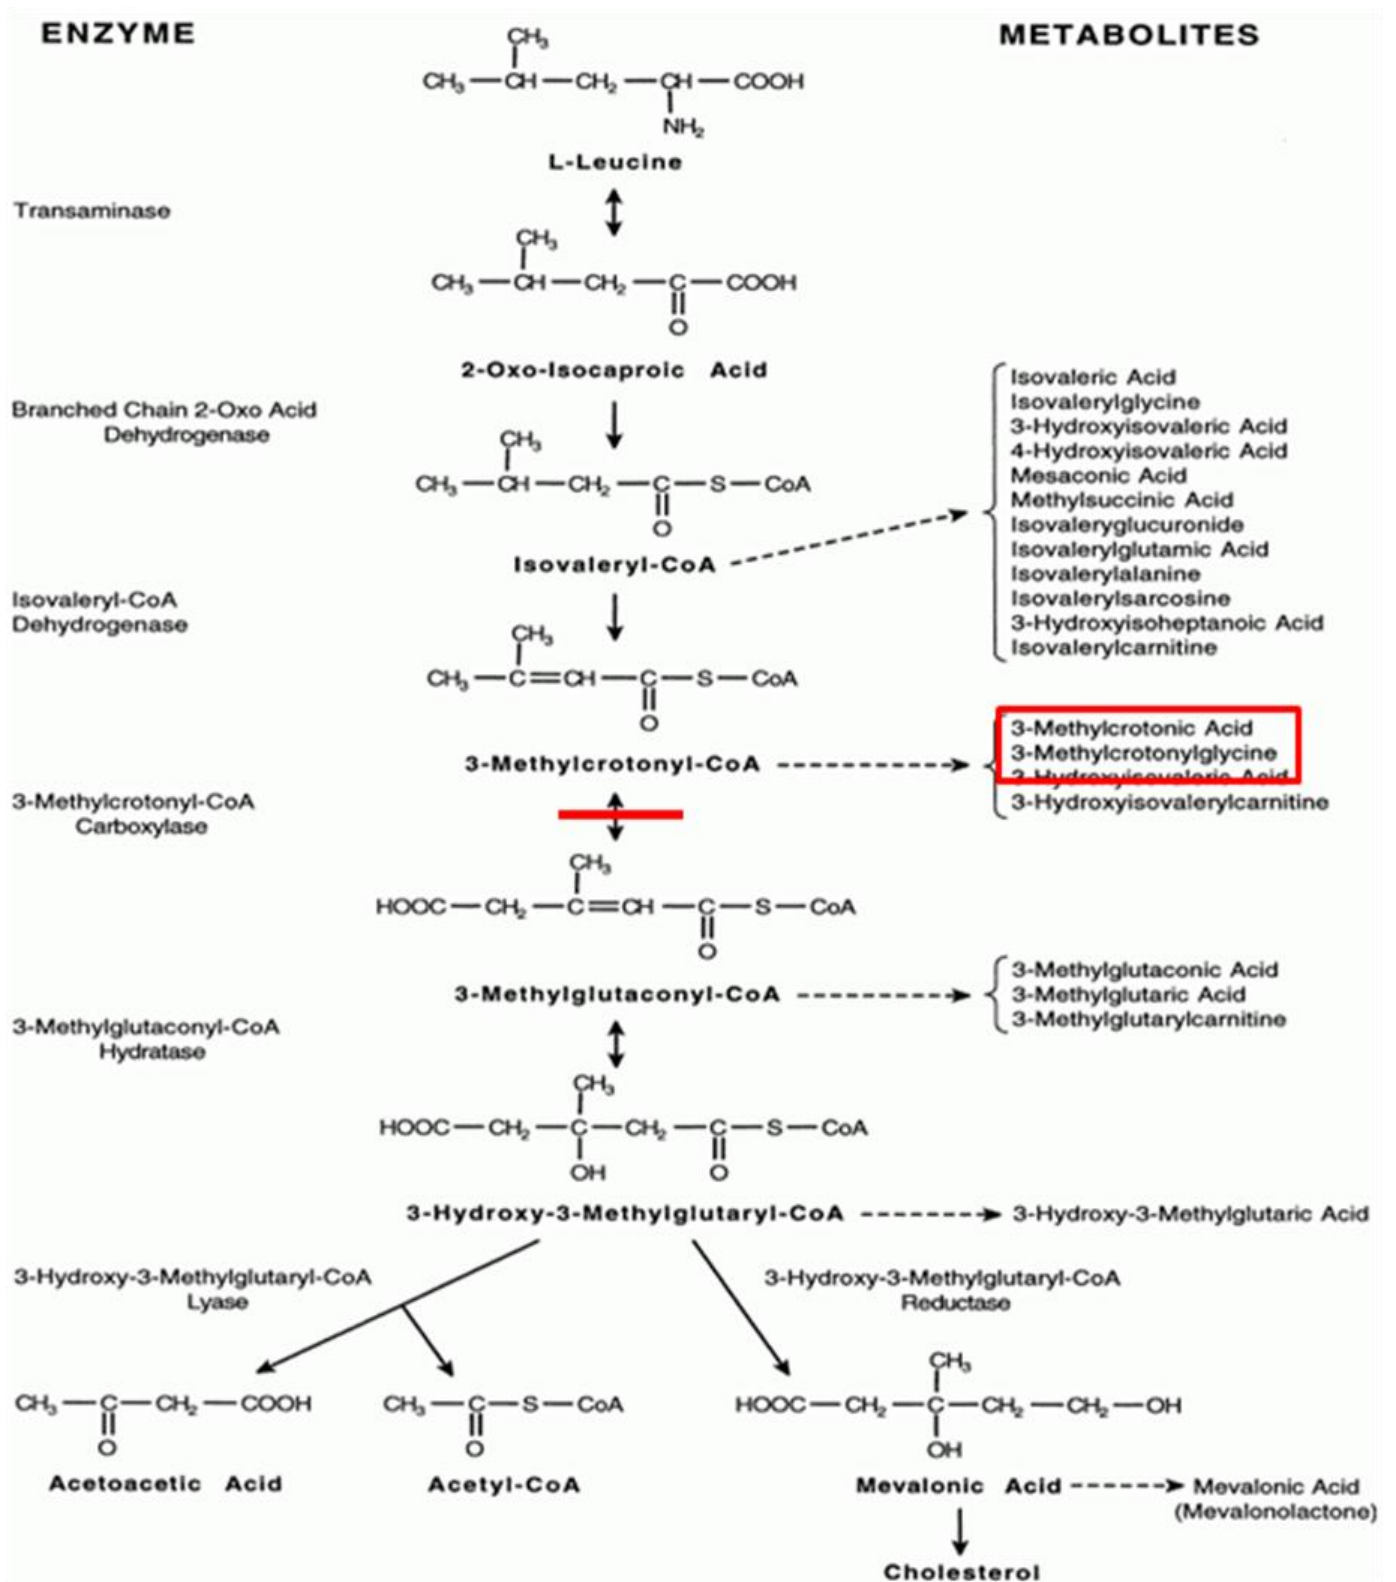 ENZYME
METABOLITES
CH₃
CH₃—CH—CH₂—CH—COOH
NH₂
L-Leucine
Transaminase
CH₃
CH₃—CH—CH₂—C—COOH
O
2-Oxo-Isocaproic Acid
Branched Chain 2-Oxo Acid
Dehydrogenase
CH₃
CH₃—CH—CH₂—C—S—CoA
O
Isovaleryl-CoA
Isovaleric Acid
Isovalerylglycine
3-Hydroxyisovaleric Acid
4-Hydroxyisovaleric Acid
Mesaconic Acid
Methylsuccinic Acid
Isovaleryglucuronide
Isovalerylglutamic Acid
Isovalerylalanine
Isovalerylsarcosine
3-Hydroxyisoheptanoic Acid
Isovalerylcarnitine
Isovaleryl-CoA
Dehydrogenase
CH₃
CH₃—C=CH—C—S—CoA
O
3-Methylcrotonyl-CoA
3-Methylcrotonic Acid
3-Methylcrotonylglycine
3-Hydroxyisovaleric Acid
3-Hydroxyisovalerylcarnitine
3-Methylcrotonyl-CoA
Carboxylase
CH₃
HOOC—CH₂—C=CH—C—S—CoA
O
3-Methylglutaconyl-CoA
3-Methylglutaconic Acid
3-Methylglutaric Acid
3-Methylglutarylcarnitine
3-Methylglutaconyl-CoA
Hydratase
CH₃
HOOC—CH₂—C—CH₂—C—S—CoA
OH O
3-Hydroxy-3-Methylglutaryl-CoA
3-Hydroxy-3-Methylglutaric Acid
3-Hydroxy-3-Methylglutaryl-CoA
Lyase
3-Hydroxy-3-Methylglutaryl-CoA
Reductase
CH₃—C—CH₂—COOH
O
Acetoacetic Acid
CH₃—C—S—CoA
O
Acetyl-CoA
CH₃
HOOC—CH₂—C—CH₂—CH₂—OH
OH
Mevalonic Acid
Mevalonic Acid
(Mevalonolactone)
Cholesterol